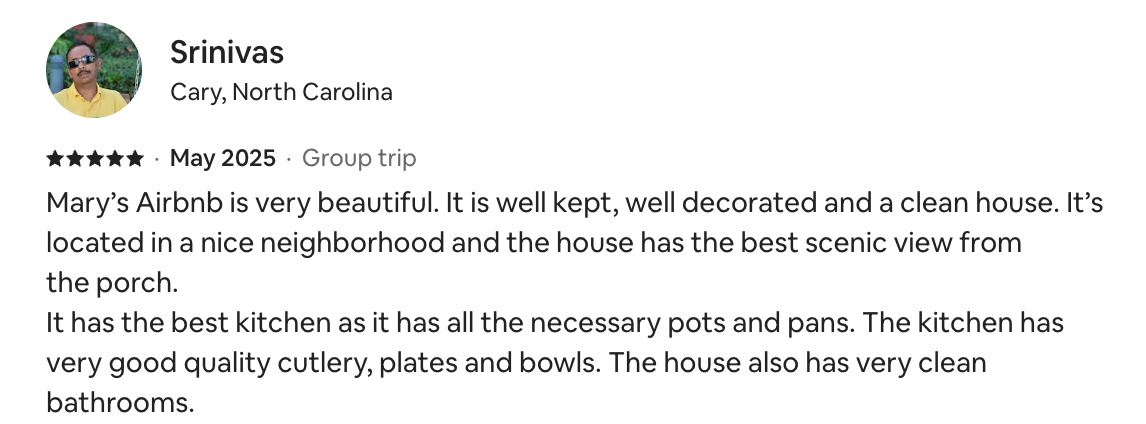 Srinivas
Cary, North Carolina
★★★★★ · May 2025 · Group trip
Mary’s Airbnb is very beautiful. It is well kept, well decorated and a clean house. It’s
located in a nice neighborhood and the house has the best scenic view from
the porch.
It has the best kitchen as it has all the necessary pots and pans. The kitchen has
very good quality cutlery, plates and bowls. The house also has very clean
bathrooms.